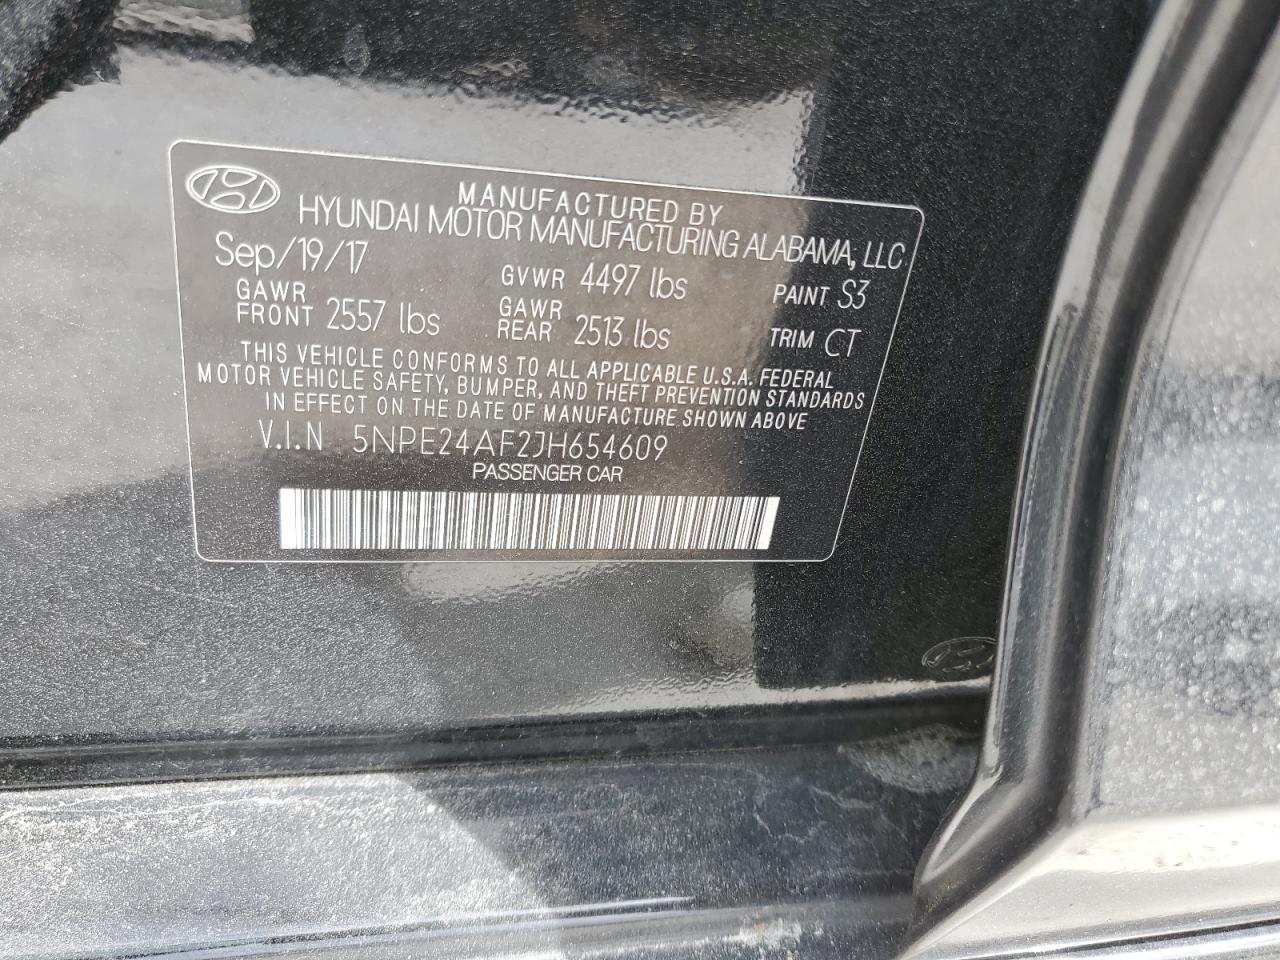 MANUFACTURED BY
HYUNDAI MOTOR MANUFACTURING ALABAMA, LLC
Sep/19/17 GVWR 4497 lbs PAINT S3
GAWR FRONT 2557 lbs GAWR REAR 2513 lbs TRIM CT
THIS VEHICLE CONFORMS TO ALL APPLICABLE U.S.A. FEDERAL
MOTOR VEHICLE SAFETY, BUMPER, AND THEFT PREVENTION STANDARDS
IN EFFECT ON THE DATE OF MANUFACTURE SHOWN ABOVE
V.I.N 5NPE24AF2JH654609
PASSENGER CAR